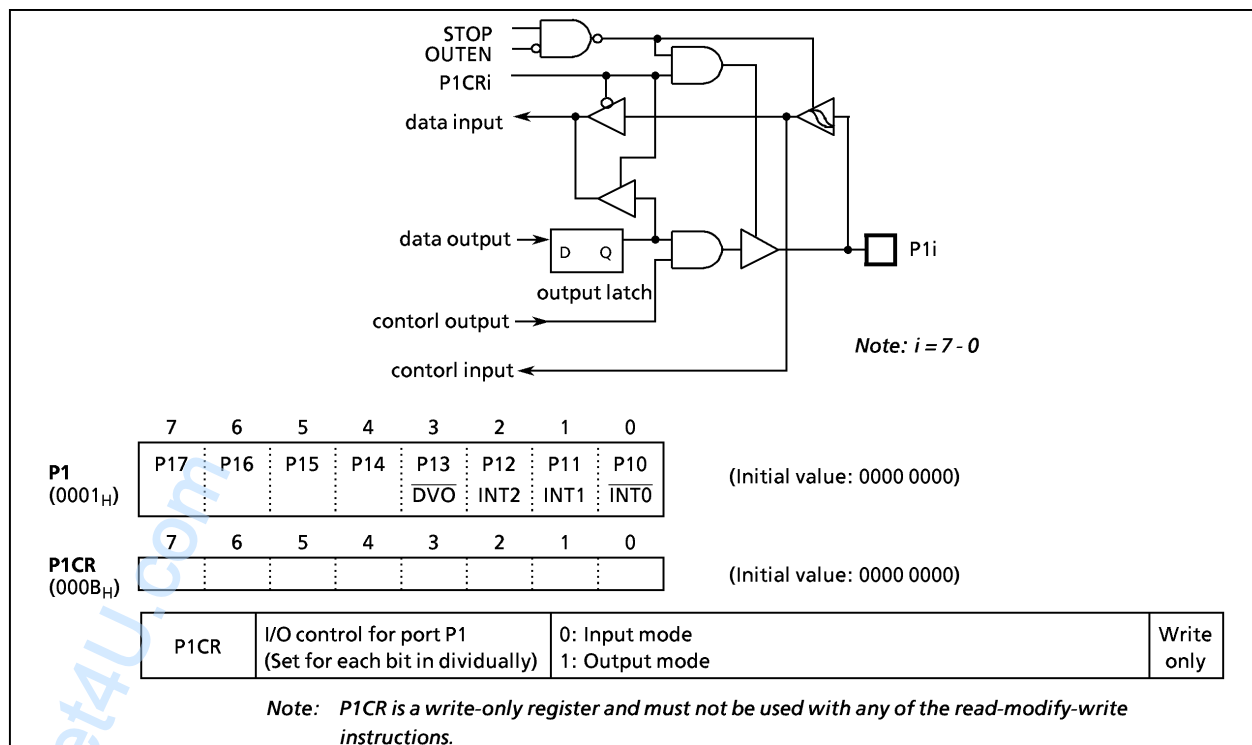 STOP
OUTEN
P1CRi
data input
data output
D Q
output latch
P1i
contorl output
Note: i = 7 - 0
contorl input
7 6 5 4 3 2 1 0
P1
(0001H)
P17 P16 P15 P14 P13 P12 P11 P10
DVO INT2 INT1 INT0
(Initial value: 0000 0000)
7 6 5 4 3 2 1 0
P1CR
(000BH)
(Initial value: 0000 0000)
P1CR
I/O control for port P1
(Set for each bit in dividually)
0: Input mode
1: Output mode
Write
only
Note: P1CR is a write-only register and must not be used with any of the read-modify-write
instructions.
et4U.com